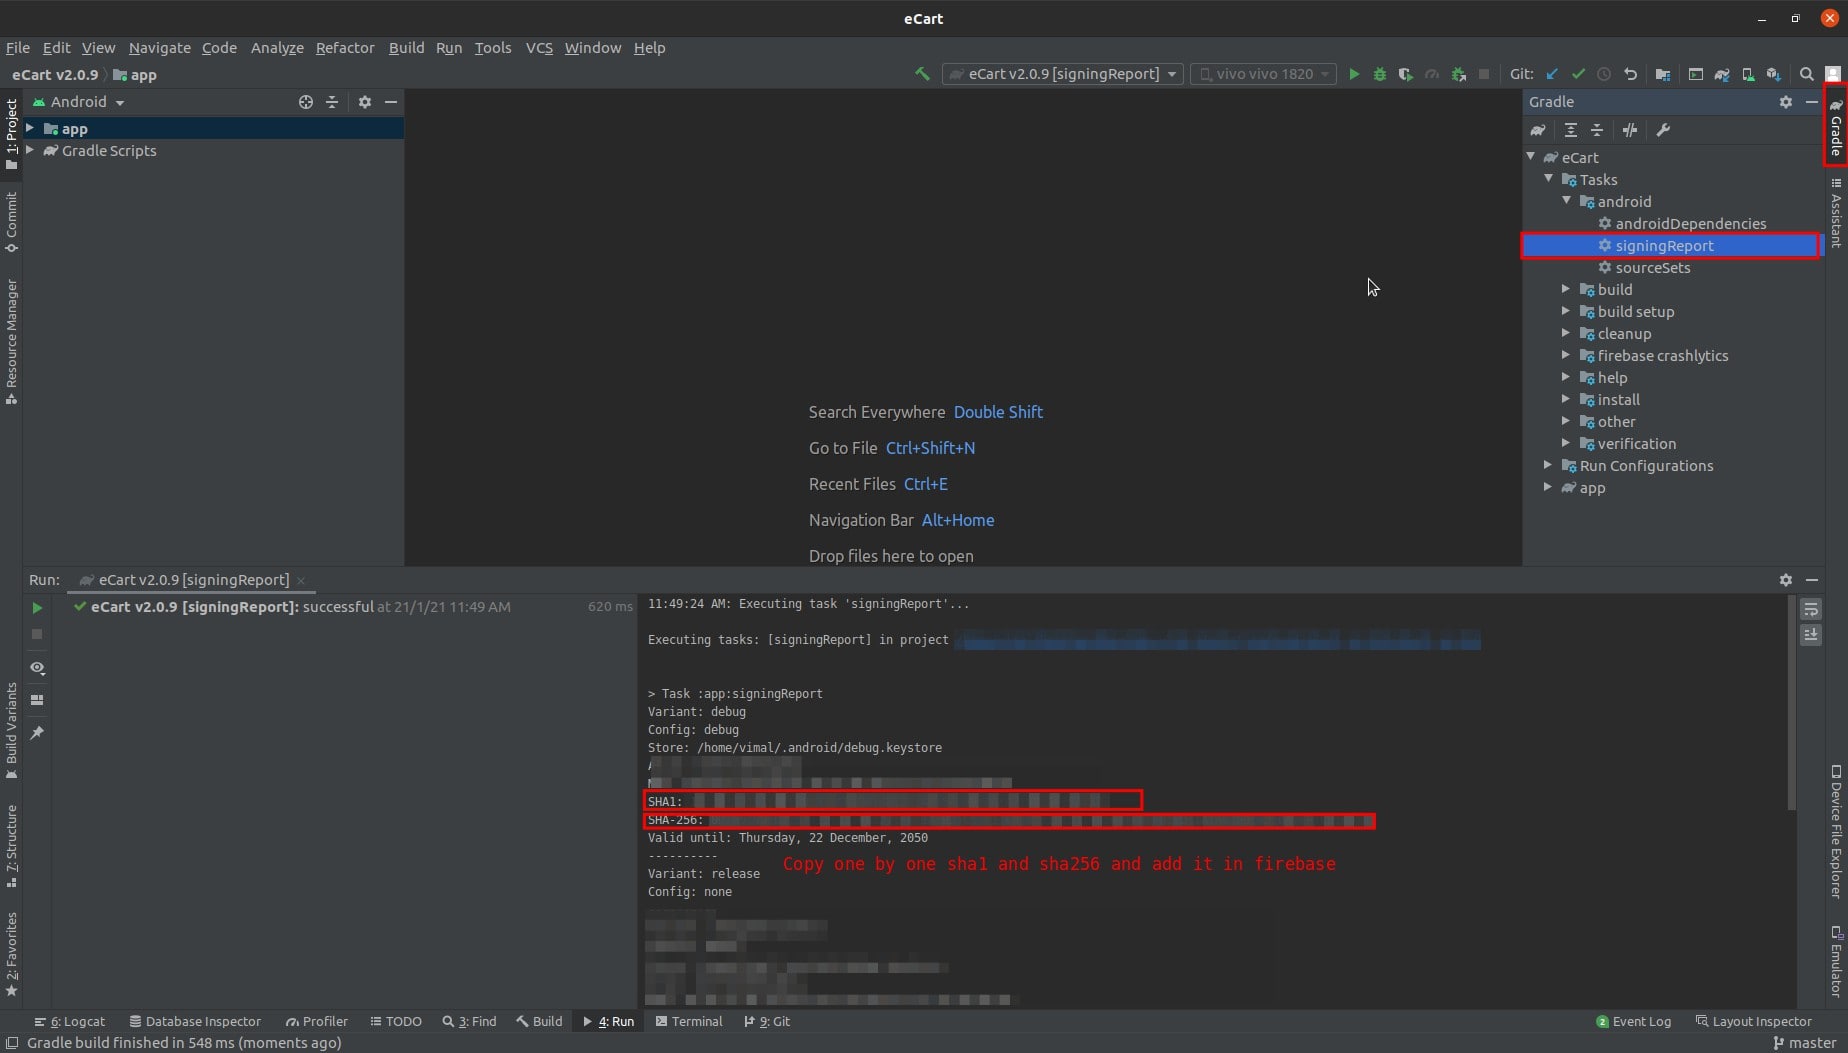 eCart
File Edit View Navigate Code Analyze Refactor Build Run Tools VCS Window Help
eCart v2.0.9 app
eCart v2.0.9 [signingReport]
vivo vivo 1820
Git:
1: Project
Commit
Resource Manager
Build Variants
7: Structure
2: Favorites
Android
app
Gradle Scripts
Search Everywhere Double Shift
Go to File Ctrl+Shift+N
Recent Files Ctrl+E
Navigation Bar Alt+Home
Drop files here to open
Gradle
eCart
Tasks
android
androidDependencies
signingReport
sourceSets
build
build setup
cleanup
firebase crashlytics
help
install
other
verification
Run Configurations
app
Gradle
Assistant
Device File Explorer
Emulator
Run: eCart v2.0.9 [signingReport]
eCart v2.0.9 [signingReport]: successful at 21/1/21 11:49 AM 620 ms
11:49:24 AM: Executing task 'signingReport'...
Executing tasks: [signingReport] in project
> Task :app:signingReport
Variant: debug
Config: debug
Store: /home/vimal/.android/debug.keystore
SHA1:
SHA-256:
Valid until: Thursday, 22 December, 2050
----------
Copy one by one sha1 and sha256 and add it in firebase
Variant: release
Config: none
6: Logcat Database Inspector Profiler TODO 3: Find Build 4: Run Terminal 9: Git 2 Event Log Layout Inspector
Gradle build finished in 548 ms (moments ago) master